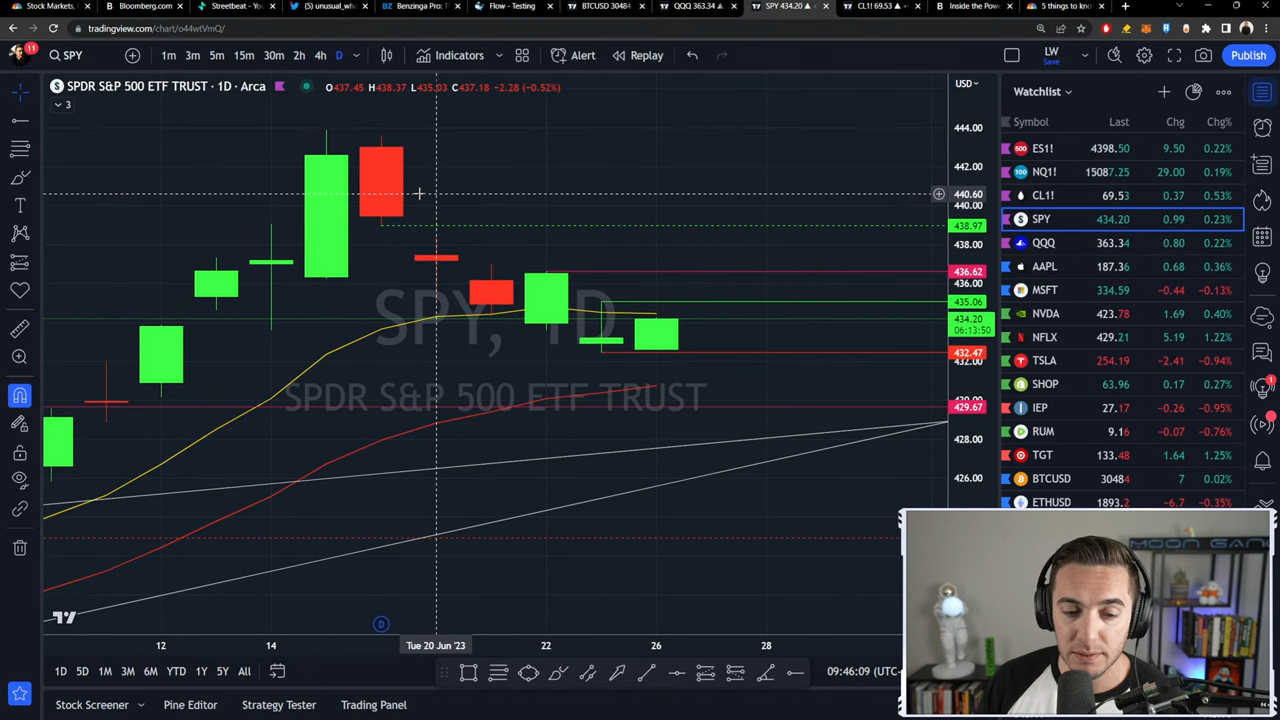 Stock Markets,
Bloomberg.com
Streetbeat - Yo
(5) unusual_w
Benzinga Pro: T
Flow - Testing
BTCUSD 30484
QQQ 363.34
SPY 434.20
CL1! 69.53
Inside the Pow
5 things to kno
tradingview.com/chart/o44wtVmQ/
11
SPY
1m 3m 5m 15m 30m 2h 4h D
Indicators
Alert
Replay
LW
Save
Publish
SPDR S&P 500 ETF TRUST · 1D · Arca
O437.45 H438.37 L435.03 C437.18 −2.28 (−0.52%)
3
USD
444.00
442.00
440.60
440.00
438.97
438.00
436.62
436.00
435.06
434.20
06:13:50
432.47
432.00
429.67
428.00
426.00
SPY, 1D
SPDR S&P 500 ETF TRUST
D
12
14
Tue 20 Jun '23
22
26
28
1D 5D 1M 3M 6M YTD 1Y 5Y All
09:46:09 (UTC-
Stock Screener
Pine Editor
Strategy Tester
Trading Panel
Watchlist
Symbol Last Chg Chg%
ES1! 4398.50 9.50 0.22%
NQ1! 15087.25 29.00 0.19%
CL1! 69.53 0.37 0.53%
SPY 434.20 0.99 0.23%
QQQ 363.34 0.80 0.22%
AAPL 187.36 0.68 0.36%
MSFT 334.59 −0.44 −0.13%
NVDA 423.78 1.69 0.40%
NFLX 429.21 5.19 1.22%
TSLA 254.19 −2.41 −0.94%
SHOP 63.96 0.17 0.27%
IEP 27.17 −0.26 −0.95%
RUM 9.16 −0.07 −0.76%
TGT 133.48 1.64 1.25%
BTCUSD 30484 7 0.02%
ETHUSD 1893.2 −6.7 −0.35%
MOON GANG